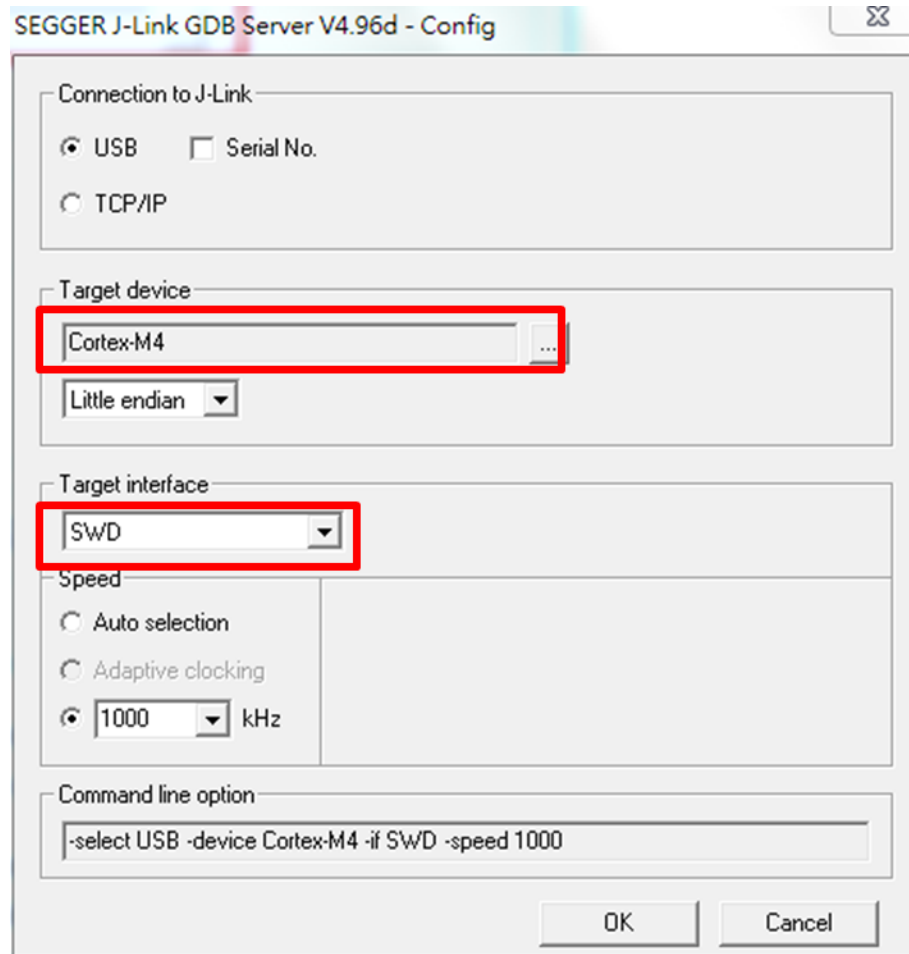 SEGGER J-Link GDB Server V4.96d - Config
Connection to J-Link
USB Serial No.
TCP/IP
Target device
Cortex-M4 ...
Little endian
Target interface
SWD
Speed
Auto selection
Adaptive clocking
1000 kHz
Command line option
-select USB -device Cortex-M4 -if SWD -speed 1000
OK Cancel